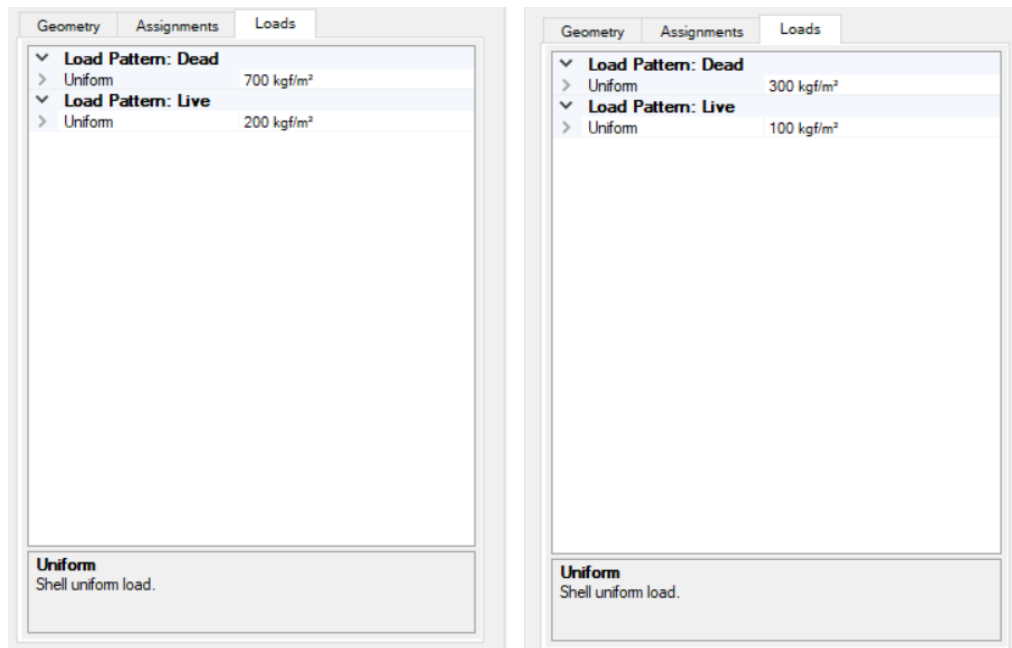 Geometry Assignments Loads
Load Pattern: Dead
Uniform 700 kgf/m²
Load Pattern: Live
Uniform 200 kgf/m²
Uniform
Shell uniform load.
Geometry Assignments Loads
Load Pattern: Dead
Uniform 300 kgf/m²
Load Pattern: Live
Uniform 100 kgf/m²
Uniform
Shell uniform load.